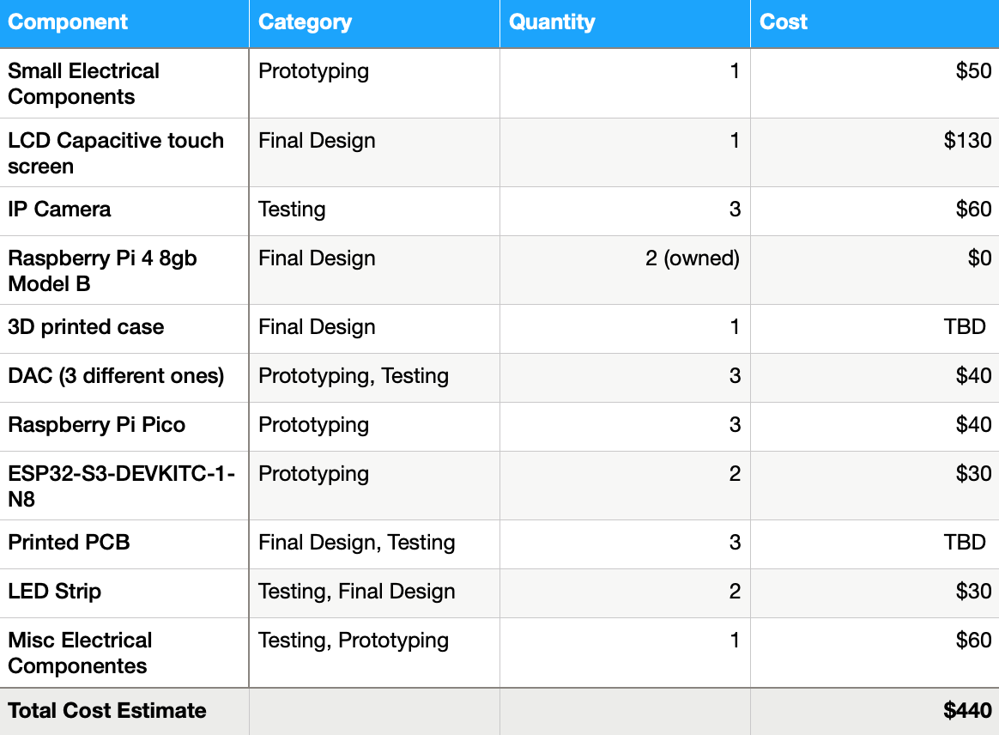 Component Category Quantity Cost
Small Electrical Prototyping 1 $50
Components
LCD Capacitive touch Final Design 1 $130
screen
IP Camera Testing 3 $60
Raspberry Pi 4 8gb Final Design 2 (owned) $0
Model B
3D printed case Final Design 1 TBD
DAC (3 different ones) Prototyping, Testing 3 $40
Raspberry Pi Pico Prototyping 3 $40
ESP32-S3-DEVKITC-1- Prototyping 2 $30
N8
Printed PCB Final Design, Testing 3 TBD
LED Strip Testing, Final Design 2 $30
Misc Electrical Testing, Prototyping 1 $60
Componentes
Total Cost Estimate $440